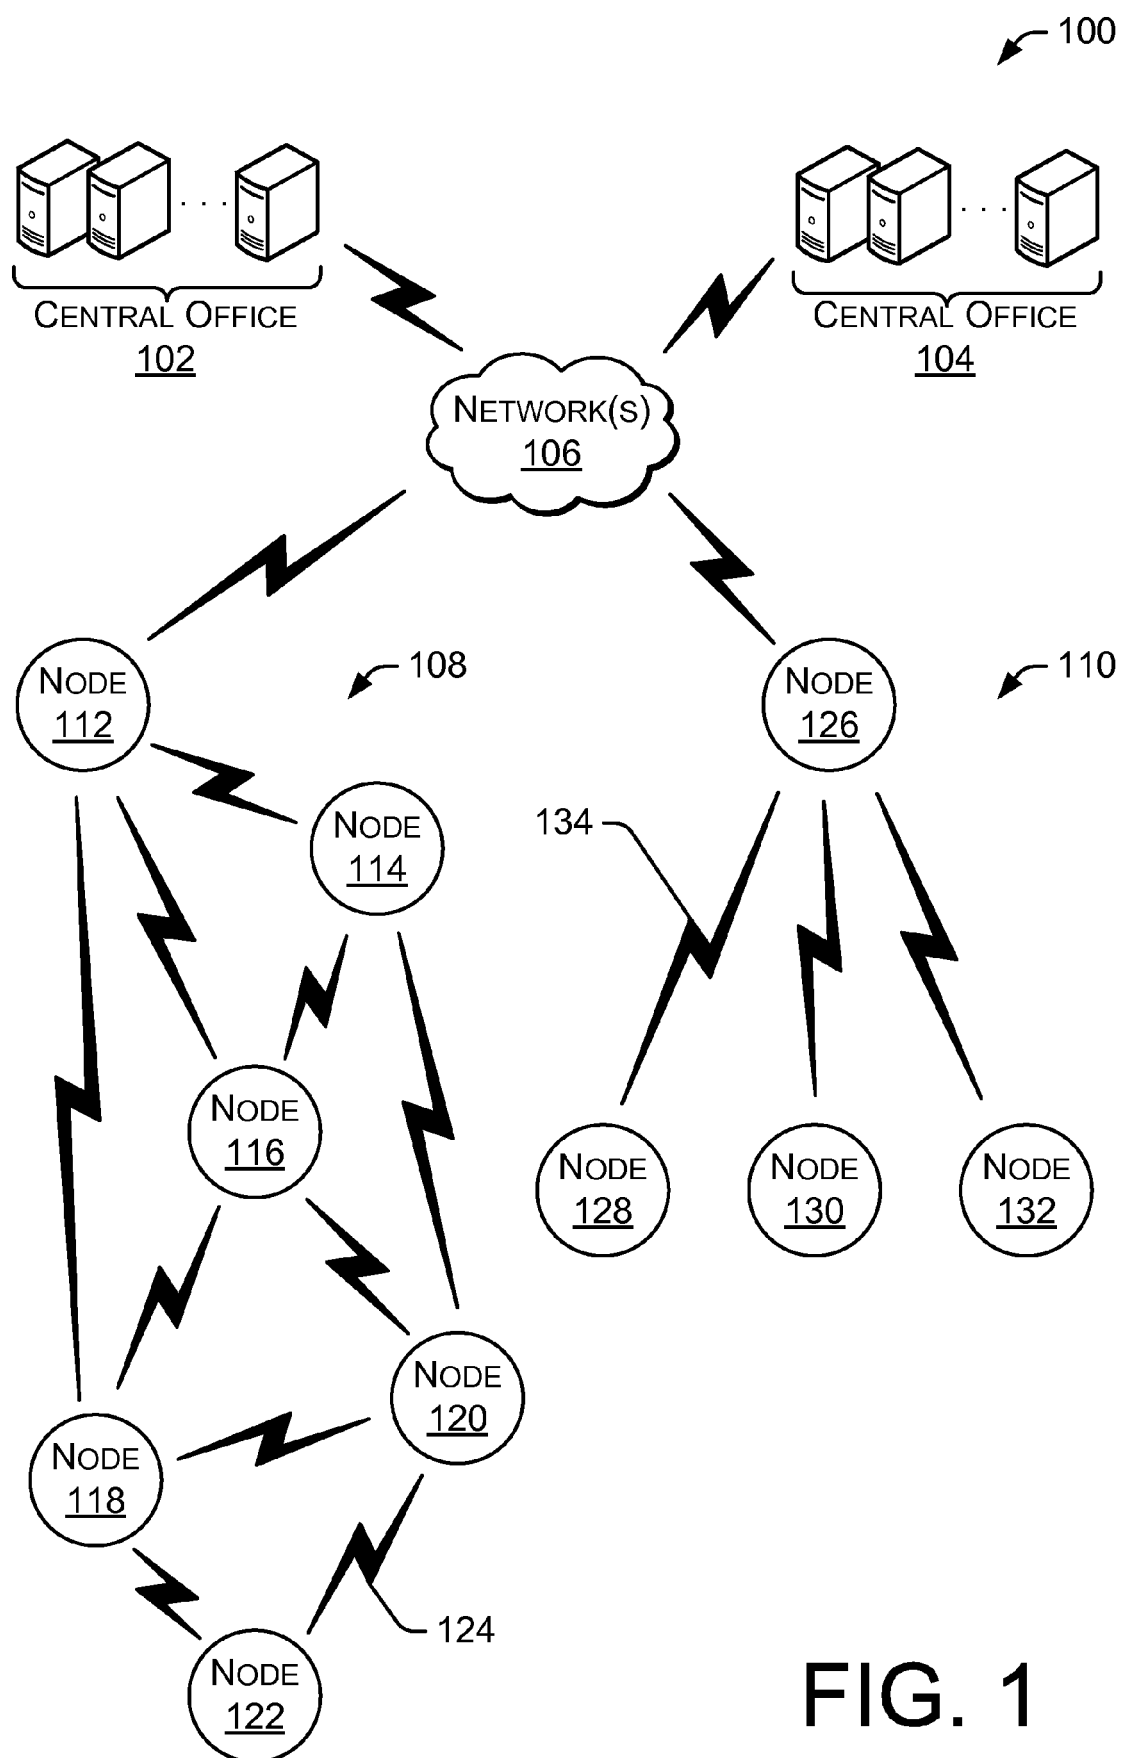 100
CENTRAL OFFICE
102
CENTRAL OFFICE
104
NETWORK(S)
106
NODE
112
108
NODE
126
110
NODE
114
134
NODE
116
NODE
128
NODE
130
NODE
132
NODE
120
NODE
118
124
NODE
122
FIG. 1